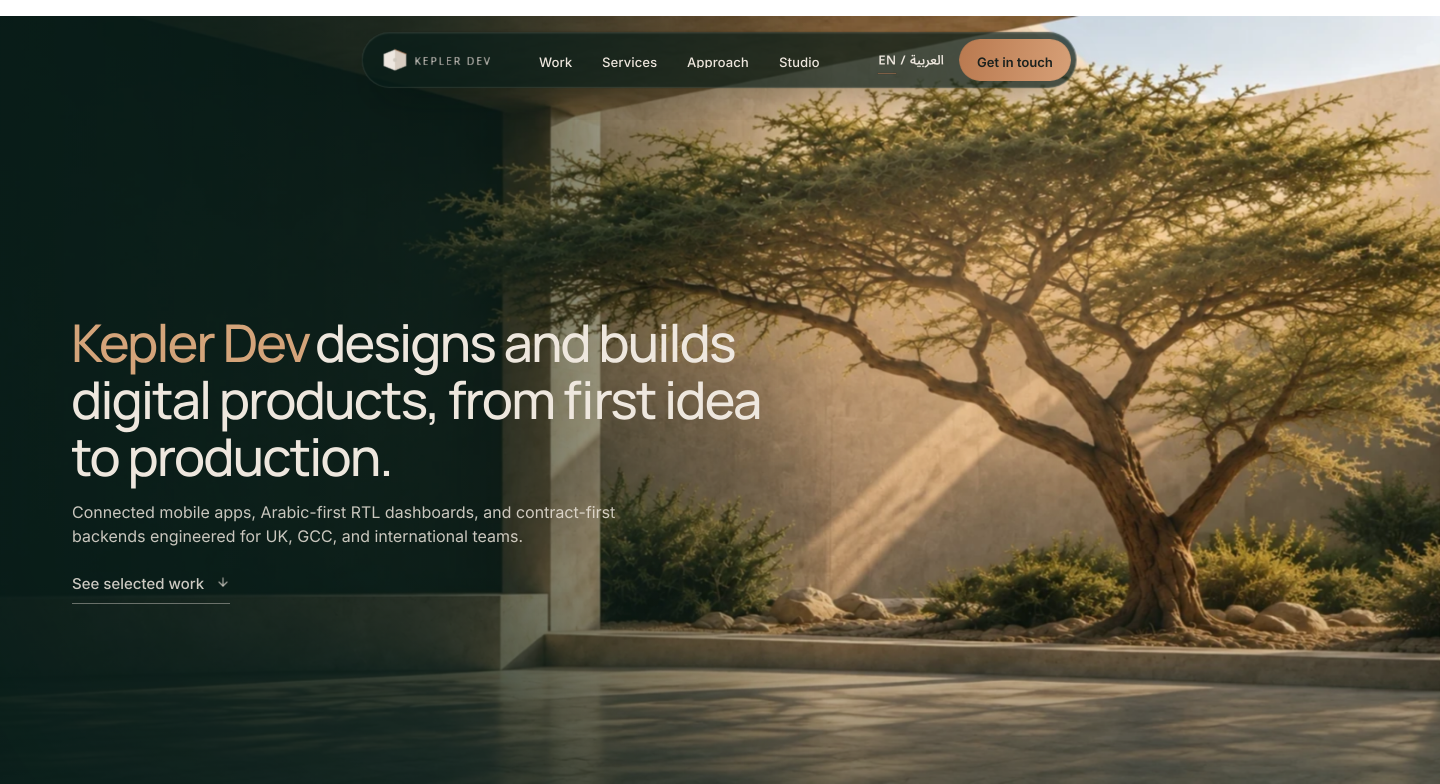 KEPLER DEV
Work
Services
Approach
Studio
EN / العربية
Get in touch
Kepler Dev designs and builds
digital products, from first idea
to production.
Connected mobile apps, Arabic-first RTL dashboards, and contract-first
backends engineered for UK, GCC, and international teams.
See selected work ↓